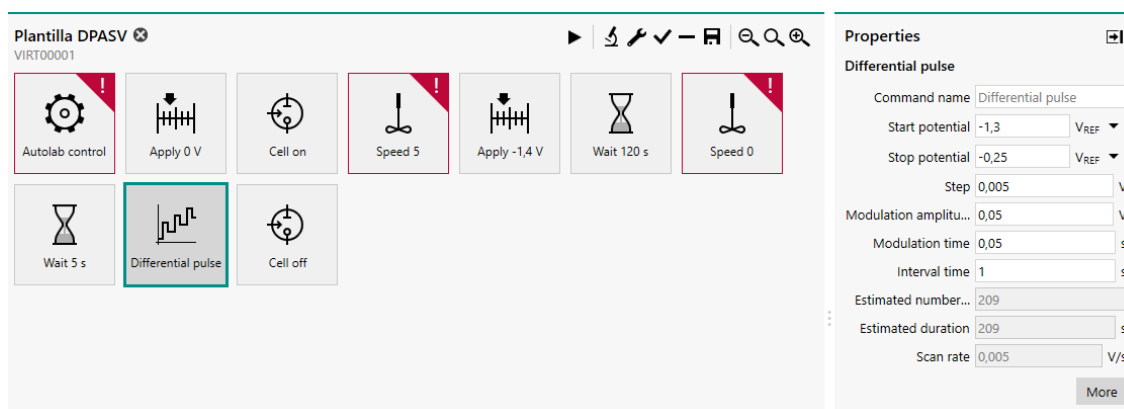 Plantilla DPASV
VIRT00001
Autolab control
Apply 0 V
Cell on
Speed 5
Apply -1,4 V
Wait 120 s
Speed 0
Wait 5 s
Differential pulse
Cell off
Properties
Differential pulse
Command name Differential pulse
Start potential -1,3 VREF
Stop potential -0,25 VREF
Step 0,005 V
Modulation amplitu... 0,05 V
Modulation time 0,05 s
Interval time 1 s
Estimated number... 209
Estimated duration 209 s
Scan rate 0,005 V/s
More